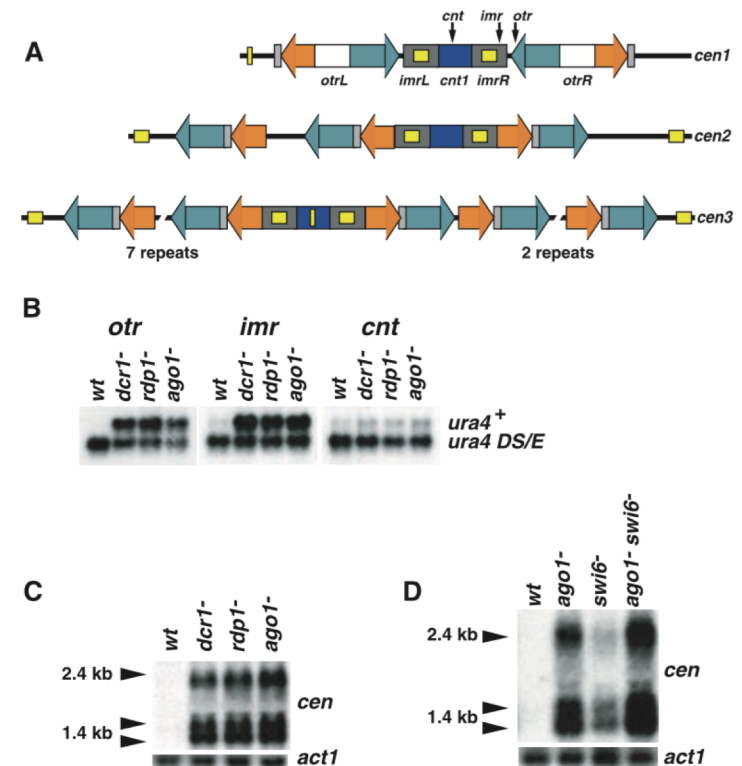 A
cnt imr otr
otrL imrL cnt1 imrR otrR
cen1
cen2
cen3
7 repeats 2 repeats
B
otr imr cnt
wt dcr1- rdp1- ago1- wt dcr1- rdp1- ago1- wt dcr1- rdp1- ago1-
ura4+
ura4 DS/E
C
wt dcr1- rdp1- ago1-
2.4 kb
cen
1.4 kb
act1
D
wt ago1- swi6- ago1- swi6-
2.4 kb
cen
1.4 kb
act1